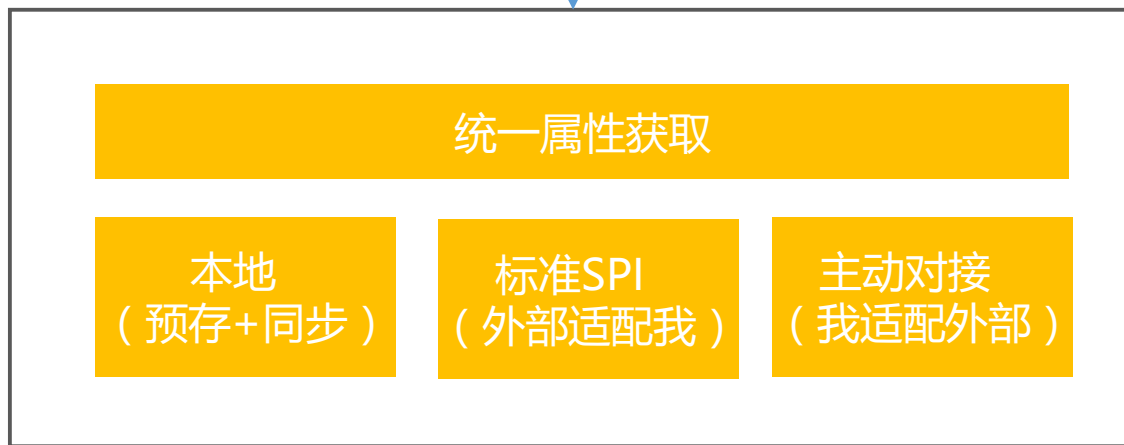 统一属性获取
本地
（预存+同步）
标准SPI
（外部适配我）
主动对接
（我适配外部）